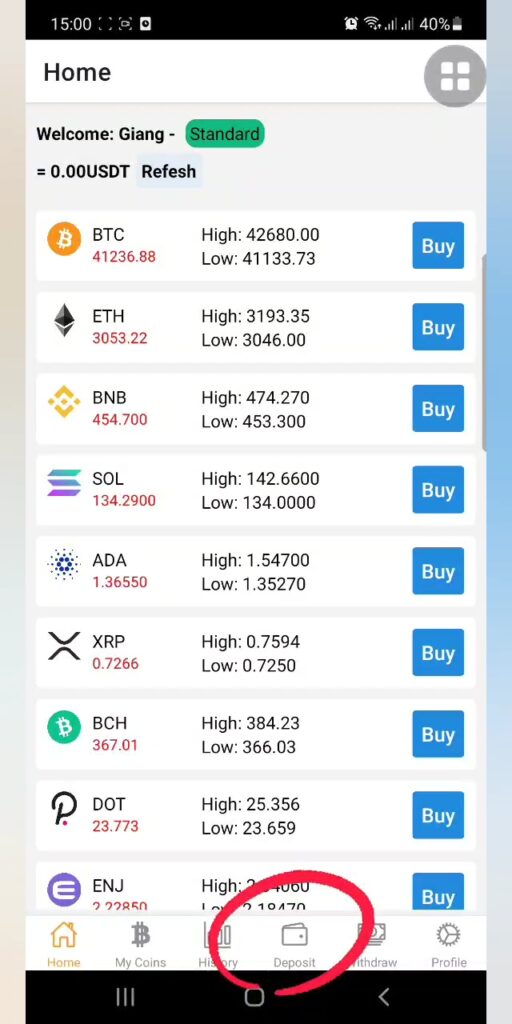 15:00 40%
Home
Welcome: Giang - Standard
= 0.00USDT Refesh
BTC High: 42680.00 Buy
41236.88 Low: 41133.73
ETH High: 3193.35 Buy
3053.22 Low: 3046.00
BNB High: 474.270 Buy
454.700 Low: 453.300
SOL High: 142.6600 Buy
134.2900 Low: 134.0000
ADA High: 1.54700 Buy
1.36550 Low: 1.35270
XRP High: 0.7594 Buy
0.7266 Low: 0.7250
BCH High: 384.23 Buy
367.01 Low: 366.03
DOT High: 25.356 Buy
23.773 Low: 23.659
ENJ High: Buy
2.22850 Low: 2.18470
Home My Coins History Deposit Withdraw Profile